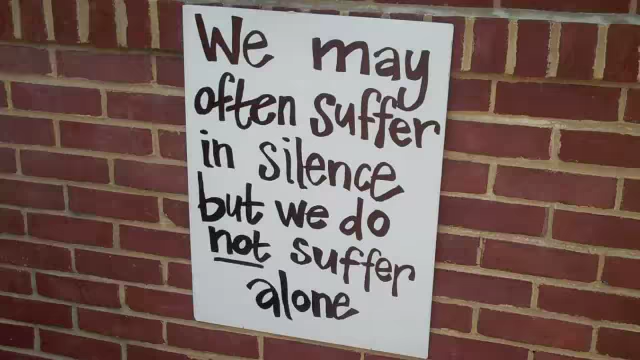 We may
often suffer
in silence
but we do
not suffer
alone